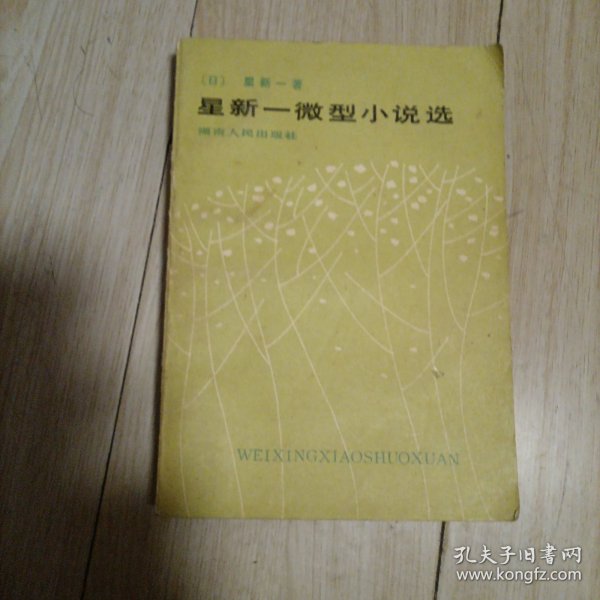 〔日〕 星新一著
星新一微型小说选
湖南人民出版社
WEIXINGXIAOSHUOXUAN
孔夫子旧书网
www.kongfz.com